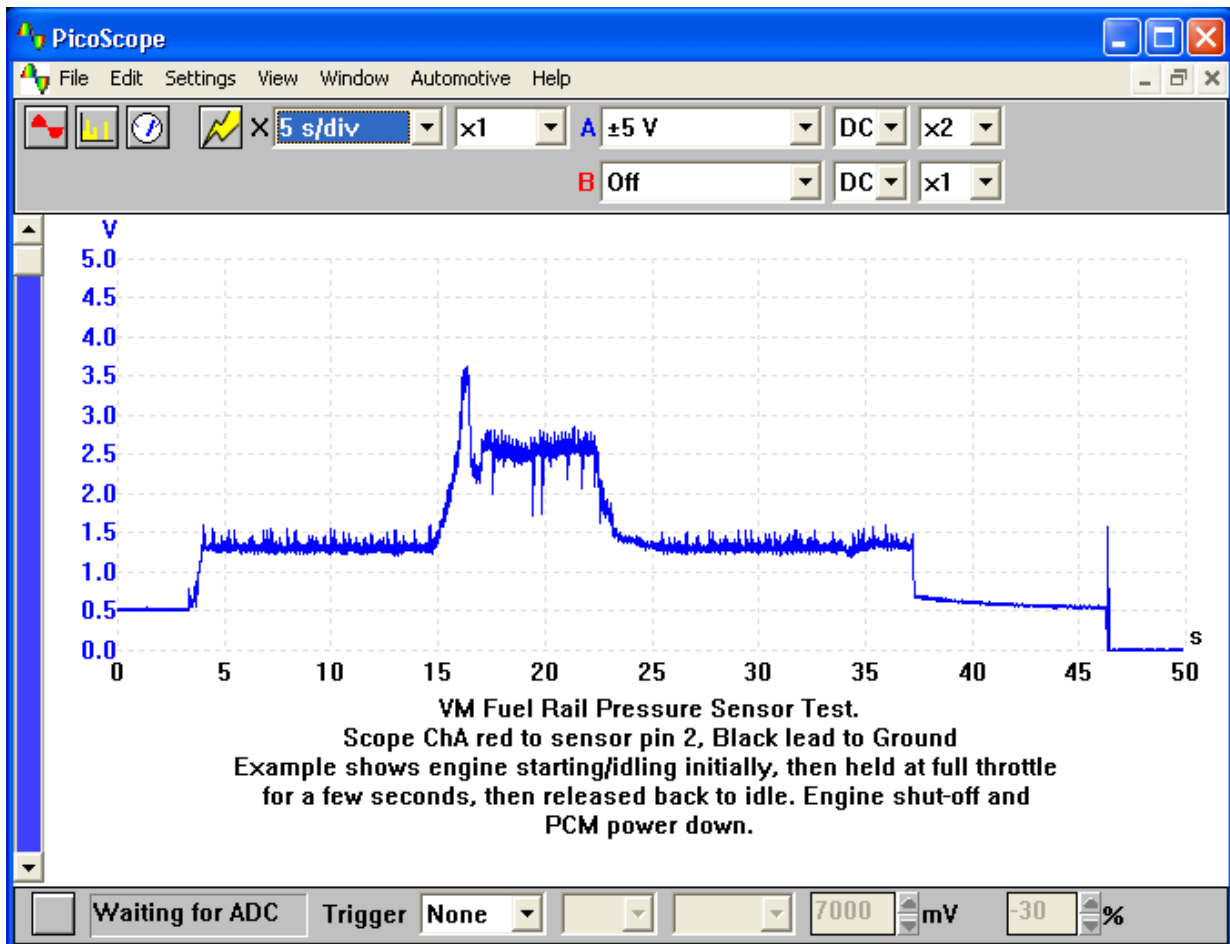 PicoScope
File Edit Settings View Window Automotive Help
X 5 s/div x1 A ±5 V DC x2
B Off DC x1
V
5.0
4.5
4.0
3.5
3.0
2.5
2.0
1.5
1.0
0.5
0.0
s
0 5 10 15 20 25 30 35 40 45 50
VM Fuel Rail Pressure Sensor Test.
Scope ChA red to sensor pin 2, Black lead to Ground
Example shows engine starting/idling initially, then held at full throttle
for a few seconds, then released back to idle. Engine shut-off and
PCM power down.
Waiting for ADC Trigger None 7000 mV -30 %